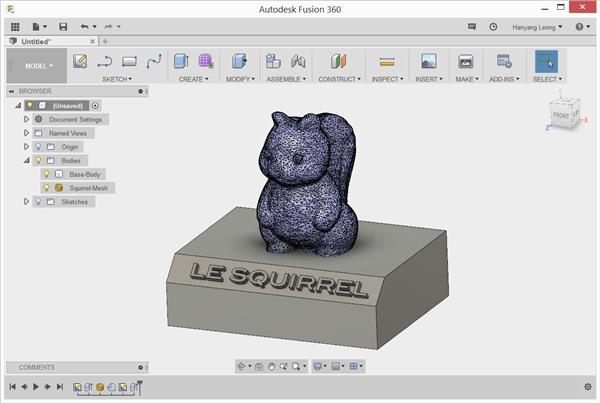 Autodesk Fusion 360
Hanyang Leong
Untitled*
MODEL
SKETCH
CREATE
MODIFY
ASSEMBLE
CONSTRUCT
INSPECT
INSERT
MAKE
ADD-INS
SELECT
BROWSER
(Unsaved)
Document Settings
Named Views
Origin
Bodies
Base-Body
Squirrel-Mesh
Sketches
Y
FRONT
Z
X
LE SQUIRREL
COMMENTS